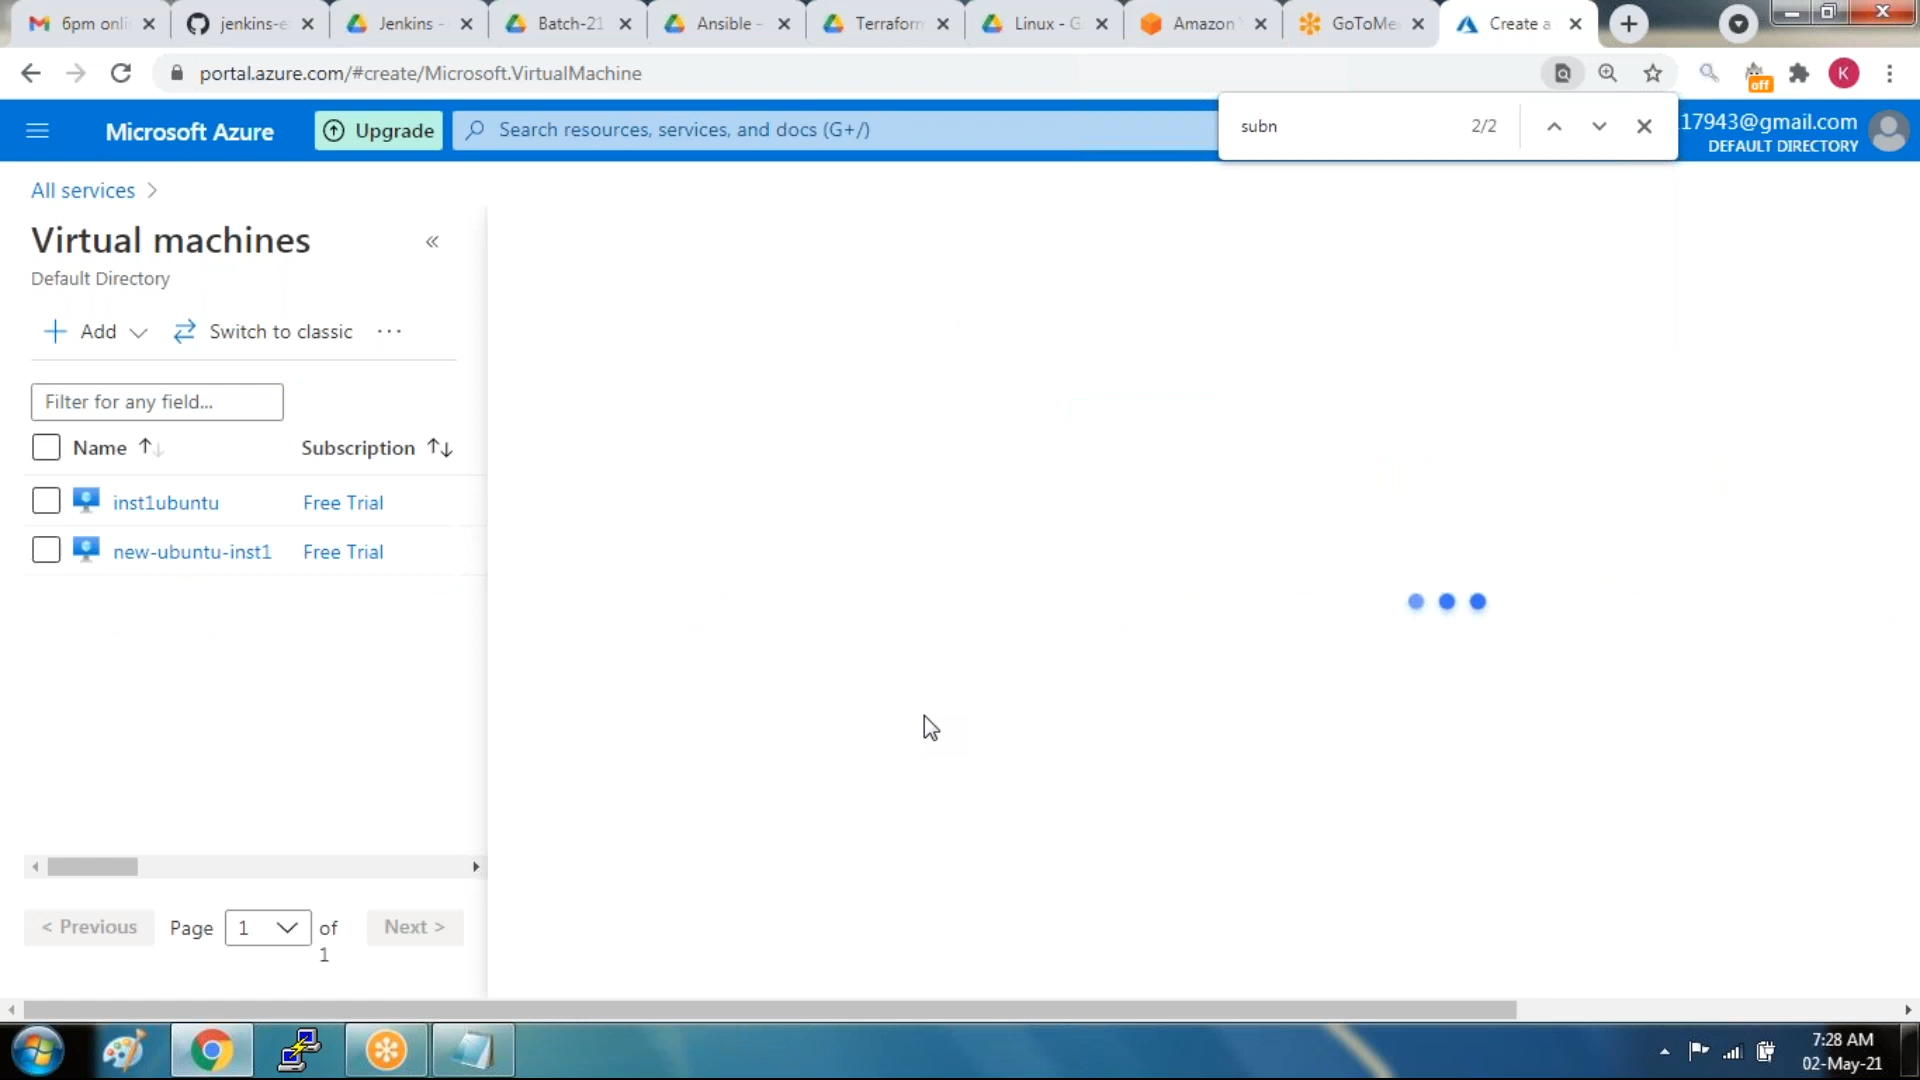 6pm onli
jenkins-e
Jenkins -
Batch-21
Ansible -
Terraform
Linux - G
Amazon
GoToMe
Create a
portal.azure.com/#create/Microsoft.VirtualMachine
K
off
Microsoft Azure
Upgrade
Search resources, services, and docs (G+/)
subn
2/2
17943@gmail.com
DEFAULT DIRECTORY
All services
Virtual machines
Default Directory
Add
Switch to classic
Filter for any field...
Name
Subscription
inst1ubuntu
Free Trial
new-ubuntu-inst1
Free Trial
< Previous
Page
1
of
1
Next >
7:28 AM
02-May-21